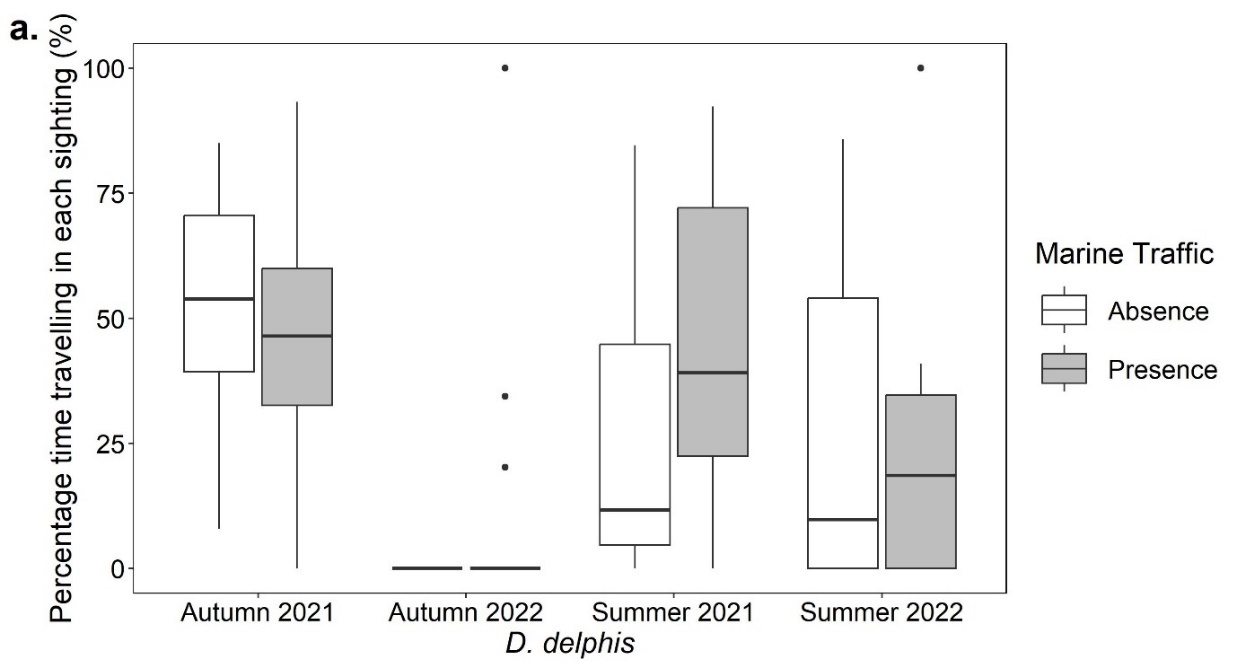 a.
Percentage time travelling in each sighting (%)
100
75
50
25
0
Autumn 2021
Autumn 2022
Summer 2021
Summer 2022
D. delphis
Marine Traffic
Absence
Presence